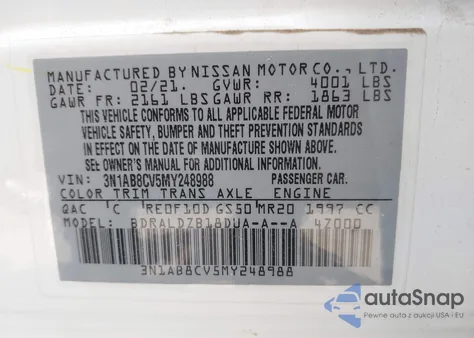 MANUFACTURED BY NISSAN MOTOR CO., LTD.
DATE: 02/21. GVWR: 4001 LBS
GAWR FR: 2161 LBS GAWR RR: 1863 LBS
THIS VEHICLE CONFORMS TO ALL APPLICABLE FEDERAL MOTOR
VEHICLE SAFETY, BUMPER AND THEFT PREVENTION STANDARDS
IN EFFECT ON THE DATE OF MANUFACTURE SHOWN ABOVE.
SEE OWNER'S MANUAL FOR ADDITIONAL INFORMATION.
VIN: 3N1AB8CV5MY248988 PASSENGER CAR.
COLOR TRIM TRANS AXLE ENGINE
QAC C RE0F10D GS50 MR20 1997 CC
MODEL: BDRALDZB18DUA-A--A 4Z000
3N1AB8CV5MY248988
autoSnap
Pewne auta z USA i EU